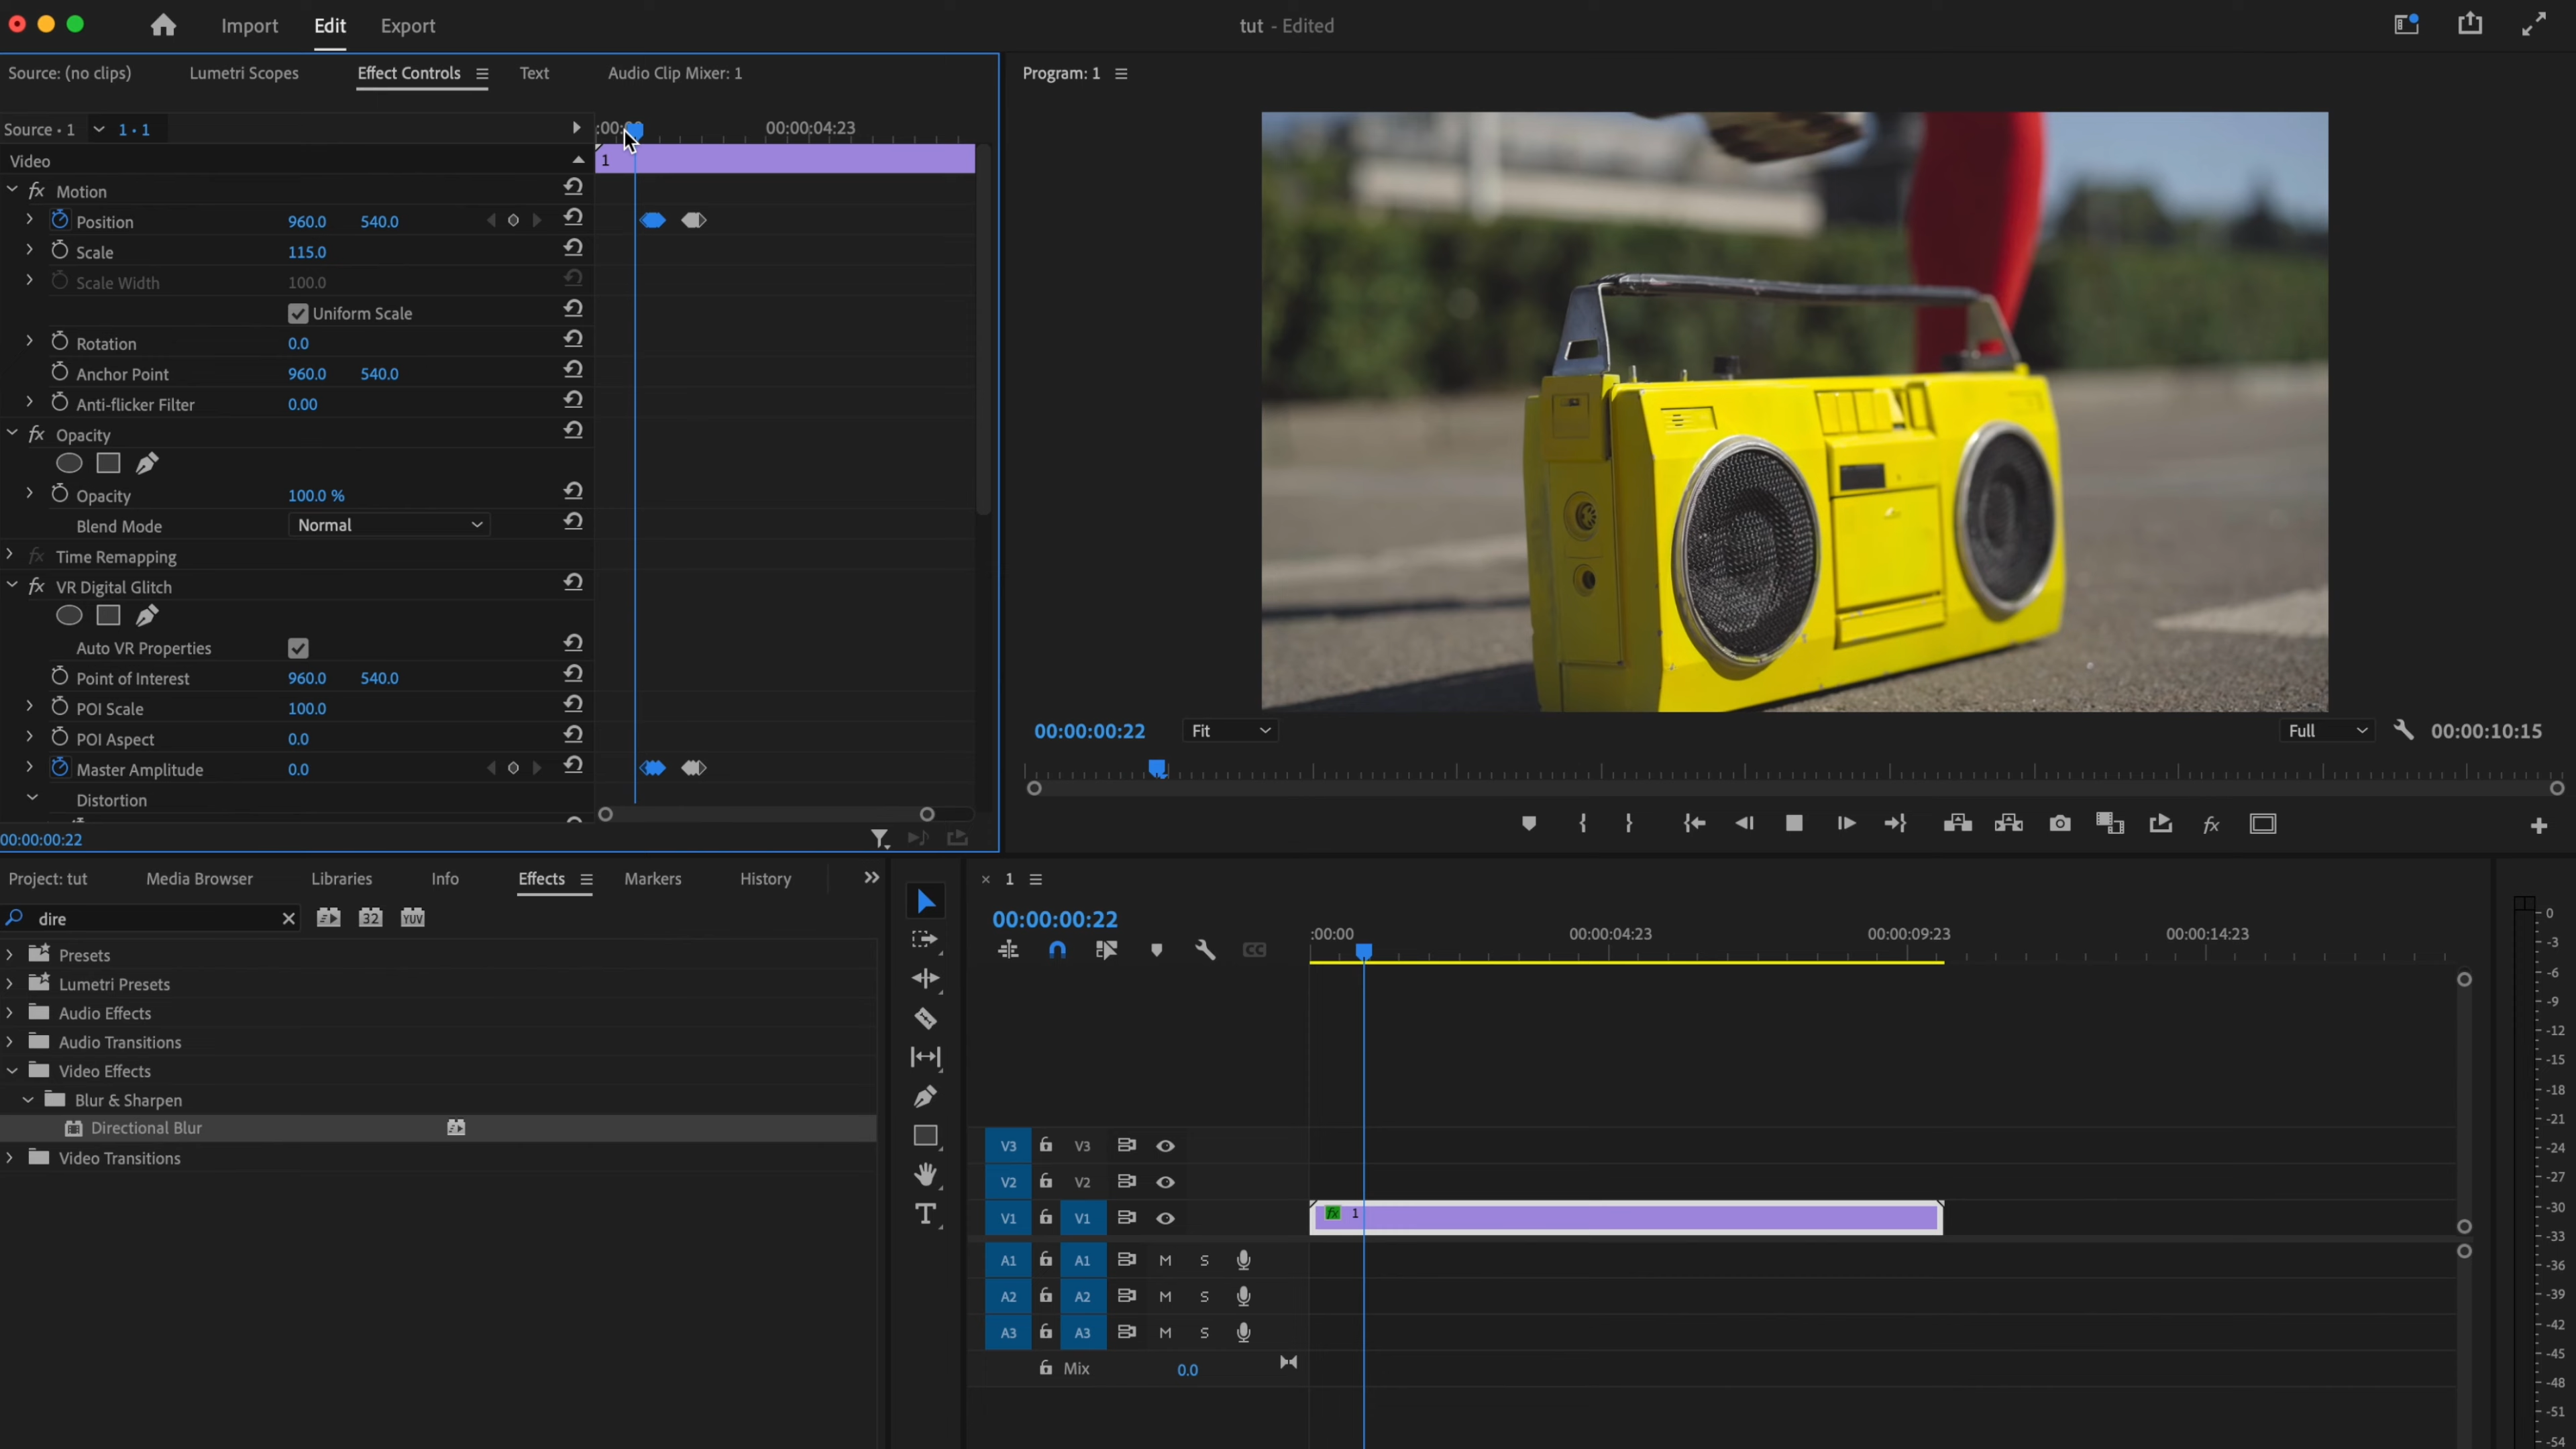 Import Edit Export tut - Edited
Source: (no clips) Lumetri Scopes Effect Controls Text Audio Clip Mixer: 1
Program: 1
Source • 1 1 • 1 :00:00 00:00:04:23
Video 1
fx Motion
Position 960.0 540.0
Scale 115.0
Scale Width 100.0
Uniform Scale
Rotation 0.0
Anchor Point 960.0 540.0
Anti-flicker Filter 0.00
fx Opacity
Opacity 100.0 %
Blend Mode Normal
fx Time Remapping
fx VR Digital Glitch
Auto VR Properties
Point of Interest 960.0 540.0
POI Scale 100.0
POI Aspect 0.0
Master Amplitude 0.0
Distortion
00:00:00:22
00:00:00:22 Fit Full 00:00:10:15
fx
Project: tut Media Browser Libraries Info Effects Markers History
dire 32 YUV
Presets
Lumetri Presets
Audio Effects
Audio Transitions
Video Effects
Blur & Sharpen
Directional Blur
Video Transitions
T
× 1
00:00:00:22
CC
:00:00 00:00:04:23 00:00:09:23 00:00:14:23
V3 V3
V2 V2
V1 V1 fx 1
A1 A1 M S
A2 A2 M S
A3 A3 M S
Mix 0.0
0
-3
-6
-9
-12
-15
-18
-21
-24
-27
-30
-33
-36
-39
-42
-45
-48
-51
-54